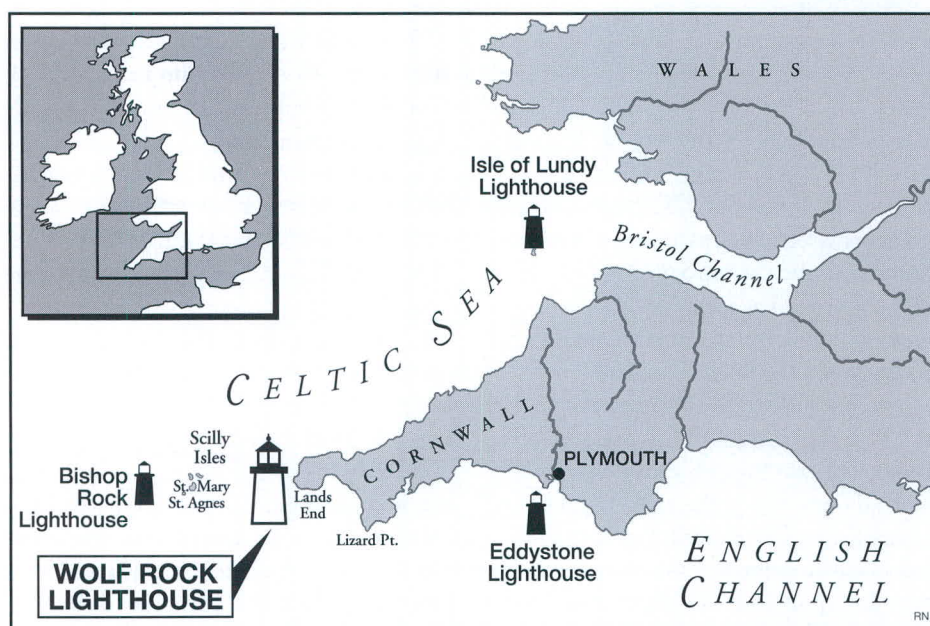 WALES
Isle of Lundy
Lighthouse
Bristol Channel
CELTIC SEA
CORNWALL
Scilly
Isles
Bishop
Rock
Lighthouse
St. Mary
St. Agnes
Lands
End
Lizard Pt.
PLYMOUTH
Eddystone
Lighthouse
WOLF ROCK
LIGHTHOUSE
ENGLISH
CHANNEL
RN